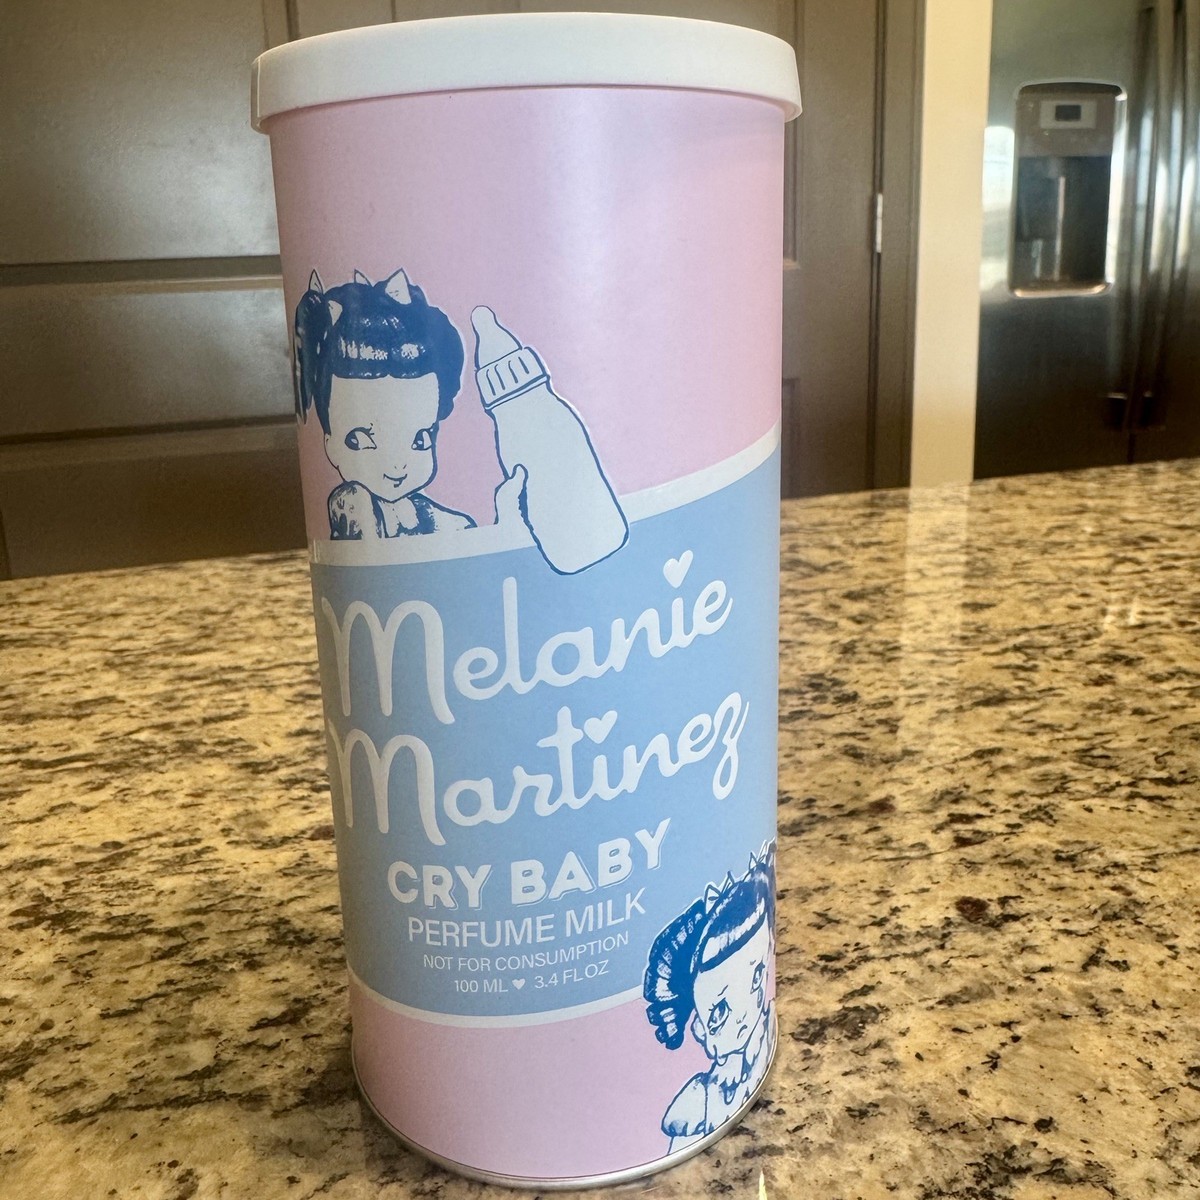 Melanie
Martinez
CRY BABY
PERFUME MILK
NOT FOR CONSUMPTION
100 ML ♥ 3.4 FL OZ